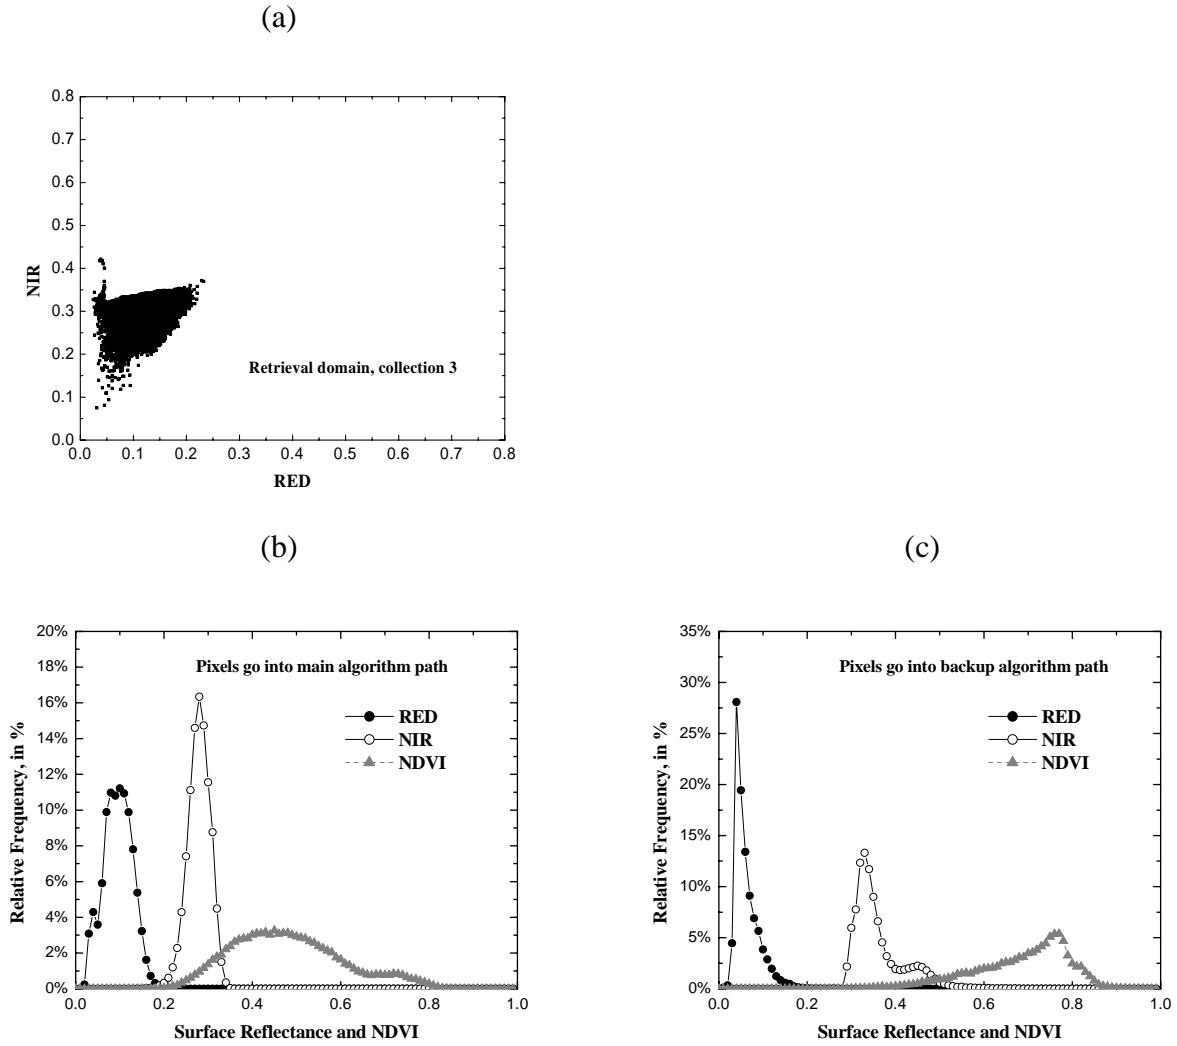 (a)
0.8
0.7
0.6
0.5
0.4
0.3
0.2
0.1
0.0
NIR
Retrieval domain, collection 3
0.0 0.1 0.2 0.3 0.4 0.5 0.6 0.7 0.8
RED
(b)
20%
18%
16%
14%
12%
10%
8%
6%
4%
2%
0%
Relative Frequency, in %
Pixels go into main algorithm path
RED
NIR
NDVI
0.0 0.2 0.4 0.6 0.8 1.0
Surface Reflectance and NDVI
(c)
35%
30%
25%
20%
15%
10%
5%
0%
Relative Frequency, in %
Pixels go into backup algorithm path
RED
NIR
NDVI
0.0 0.2 0.4 0.6 0.8 1.0
Surface Reflectance and NDVI